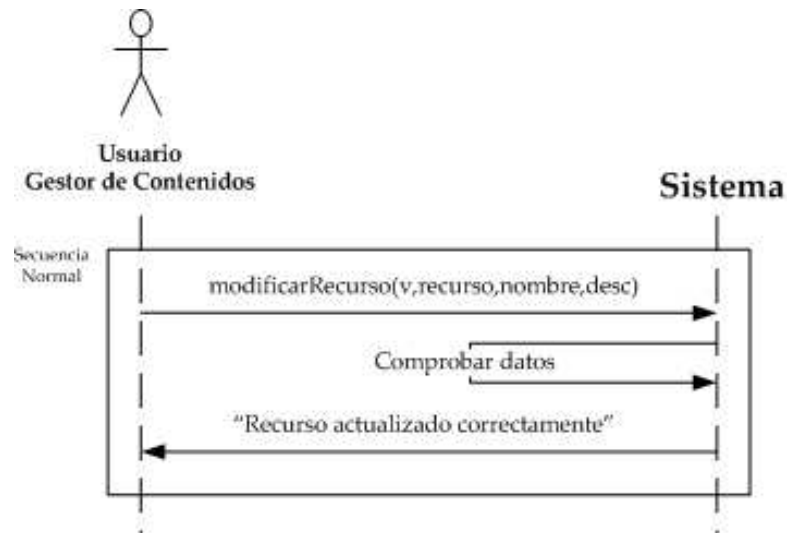 Usuario
Gestor de Contenidos
Sistema
Secuencia
Normal
modificarRecurso(v,recurso,nombre,desc)
Comprobar datos
“Recurso actualizado correctamente”